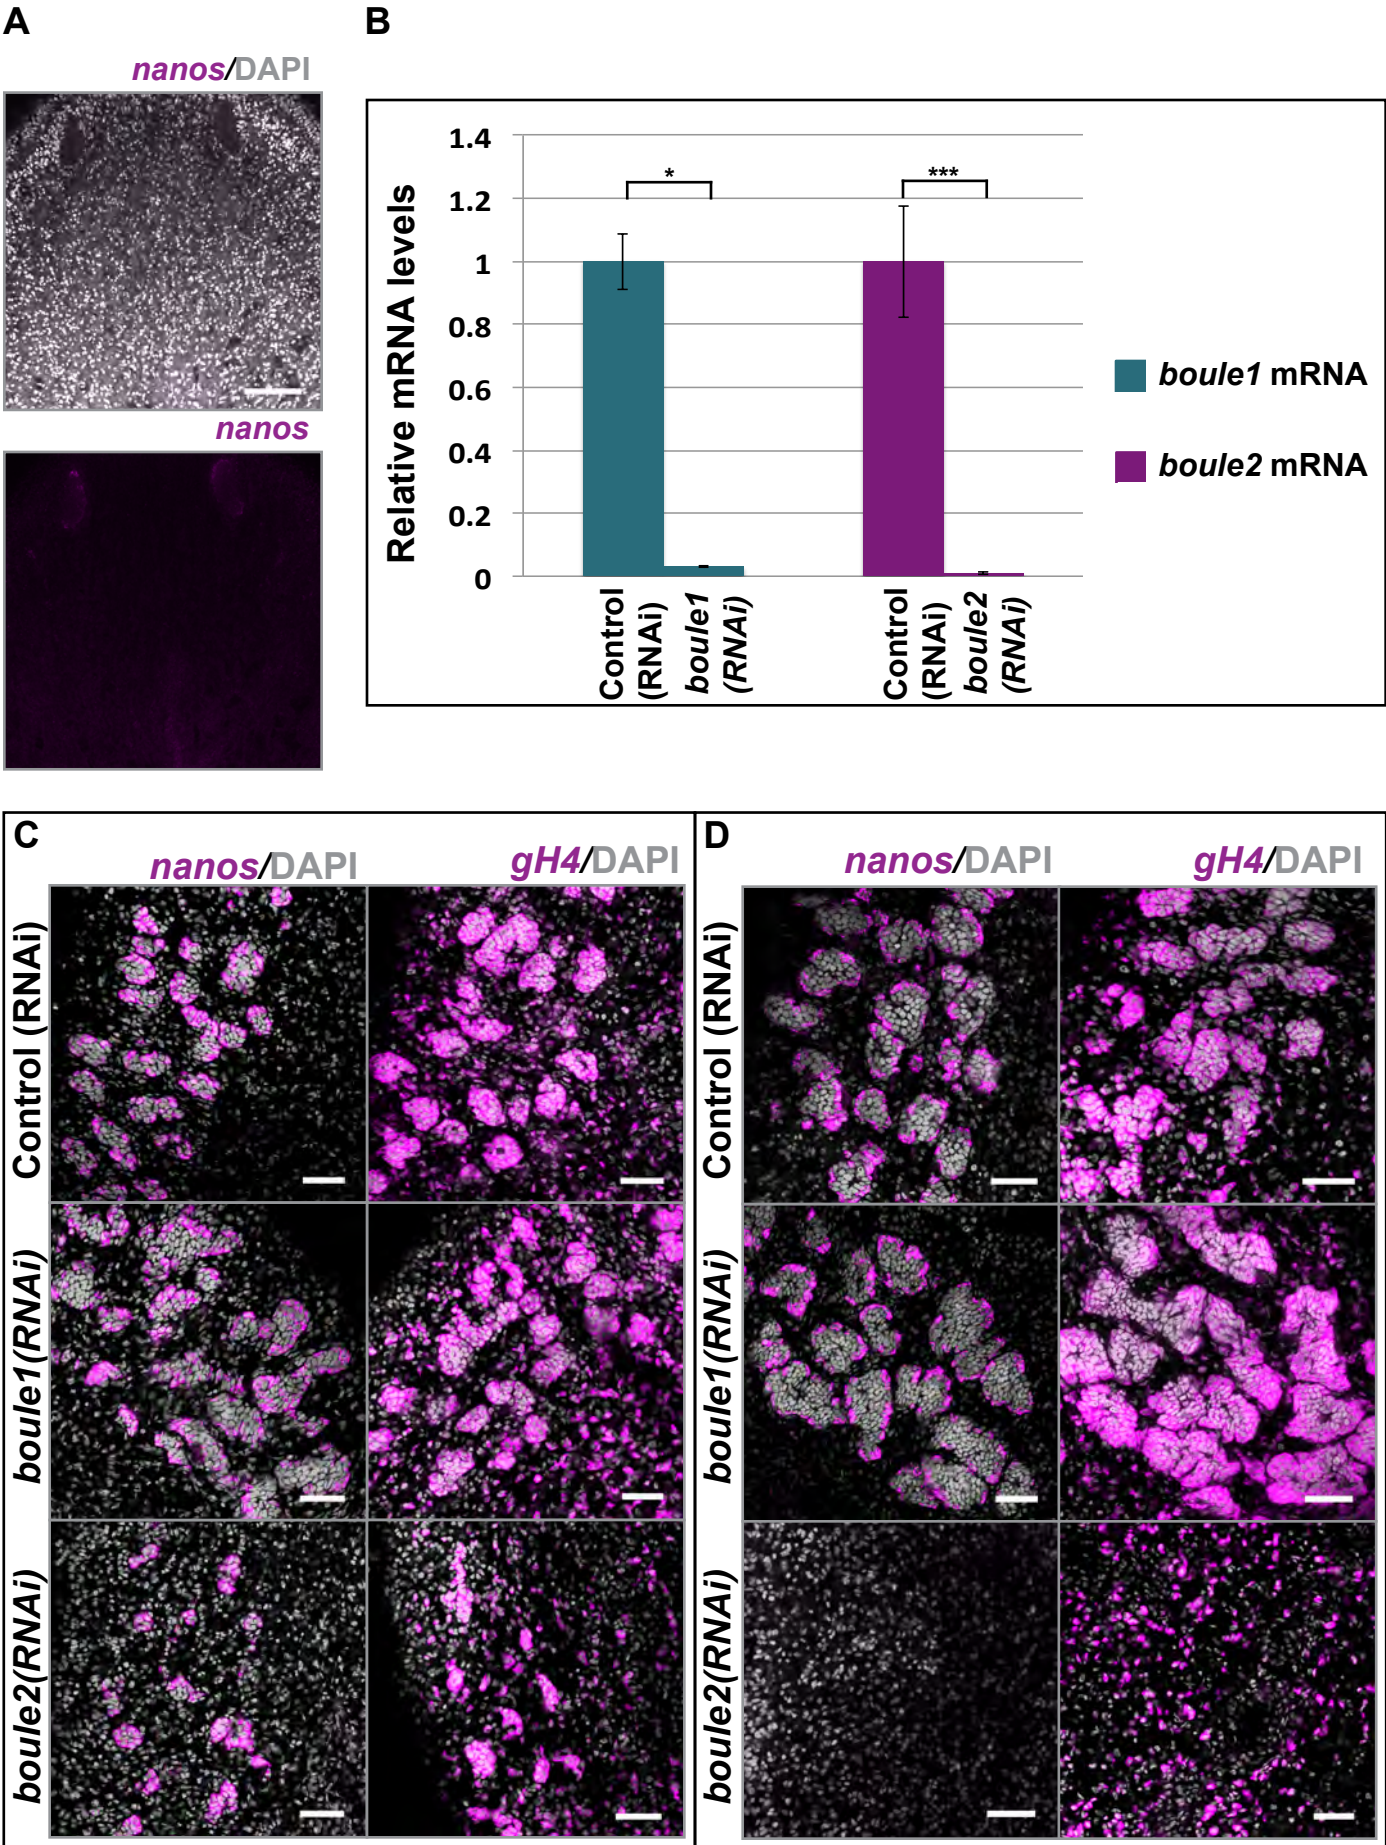 A
nanos/DAPI
nanos
B
Relative mRNA levels
1.4
1.2
1
0.8
0.6
0.4
0.2
0
*
***
Control
(RNAi)
boule1
(RNAi)
Control
(RNAi)
boule2
(RNAi)
boule1 mRNA
boule2 mRNA
C
nanos/DAPI
gH4/DAPI
Control (RNAi)
boule1(RNAi)
boule2(RNAi)
D
nanos/DAPI
gH4/DAPI
Control (RNAi)
boule1(RNAi)
boule2(RNAi)